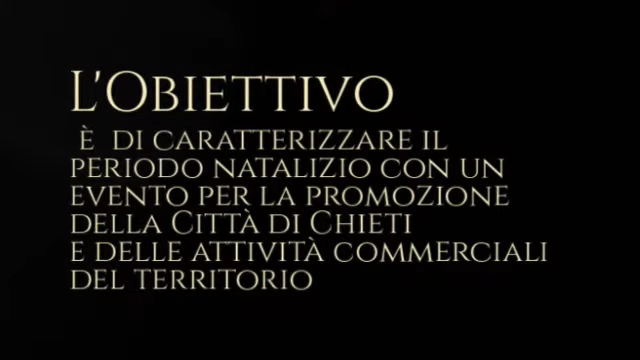 L'Obiettivo
è di caratterizzare il
periodo natalizio con un
evento per la promozione
della Città di Chieti
e delle attività commerciali
del territorio